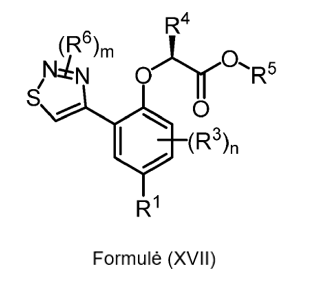 R⁴
(R⁶)ₘ
N N O O R⁵
S O
(R³)ₙ
R¹
Formulė (XVII)